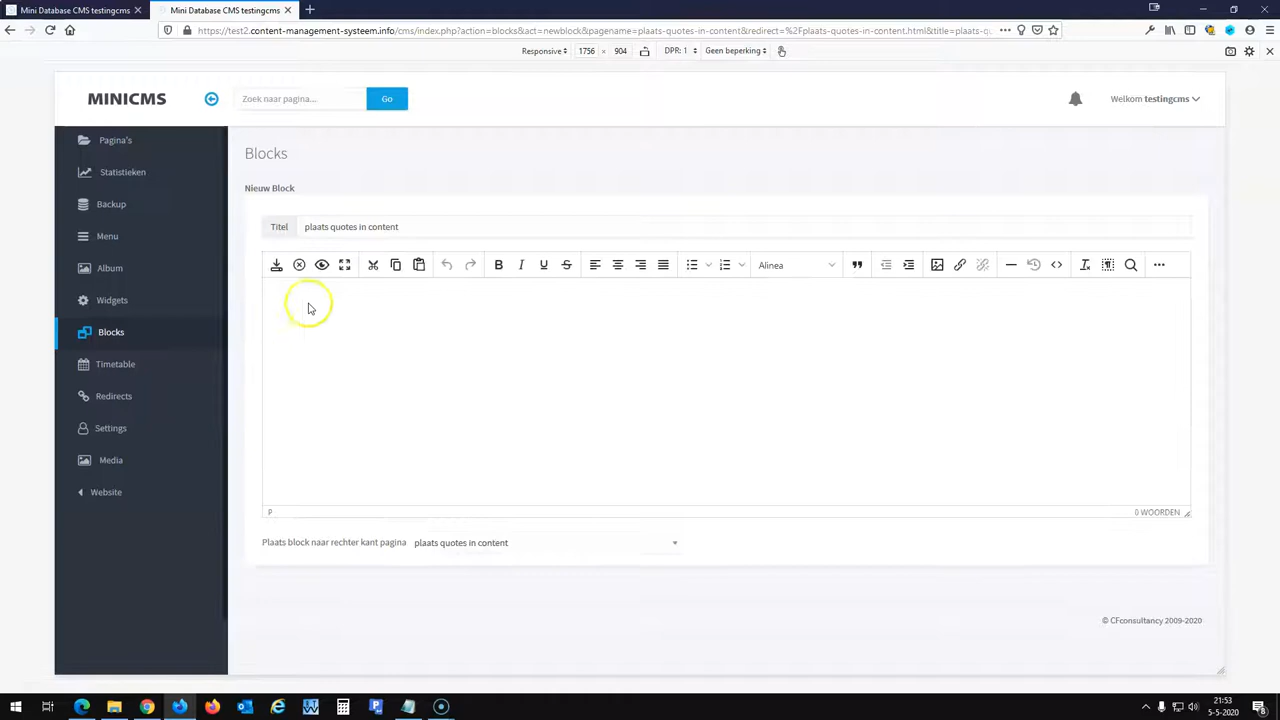 Mini Database CMS testingcms
Mini Database CMS testingcms
https://test2.content-management-systeem.info/cms/index.php?action=blocks&act=newblock&pagename=plaats-quotes-in-content&redirect=%2Fplaats-quotes-in-content.html&title=plaats-qu
Responsive
1756 × 904
DPR: 1
Geen beperking
MINICMS
Zoek naar pagina...
Go
Welkom testingcms
Pagina's
Statistieken
Backup
Menu
Album
Widgets
Blocks
Timetable
Redirects
Settings
Media
Website
Blocks
Nieuw Block
Titel
plaats quotes in content
B I U S
Alinea
P
0 WOORDEN
Plaats block naar rechter kant pagina
plaats quotes in content
© CFconsultancy 2009-2020
21:53
5-5-2020
8